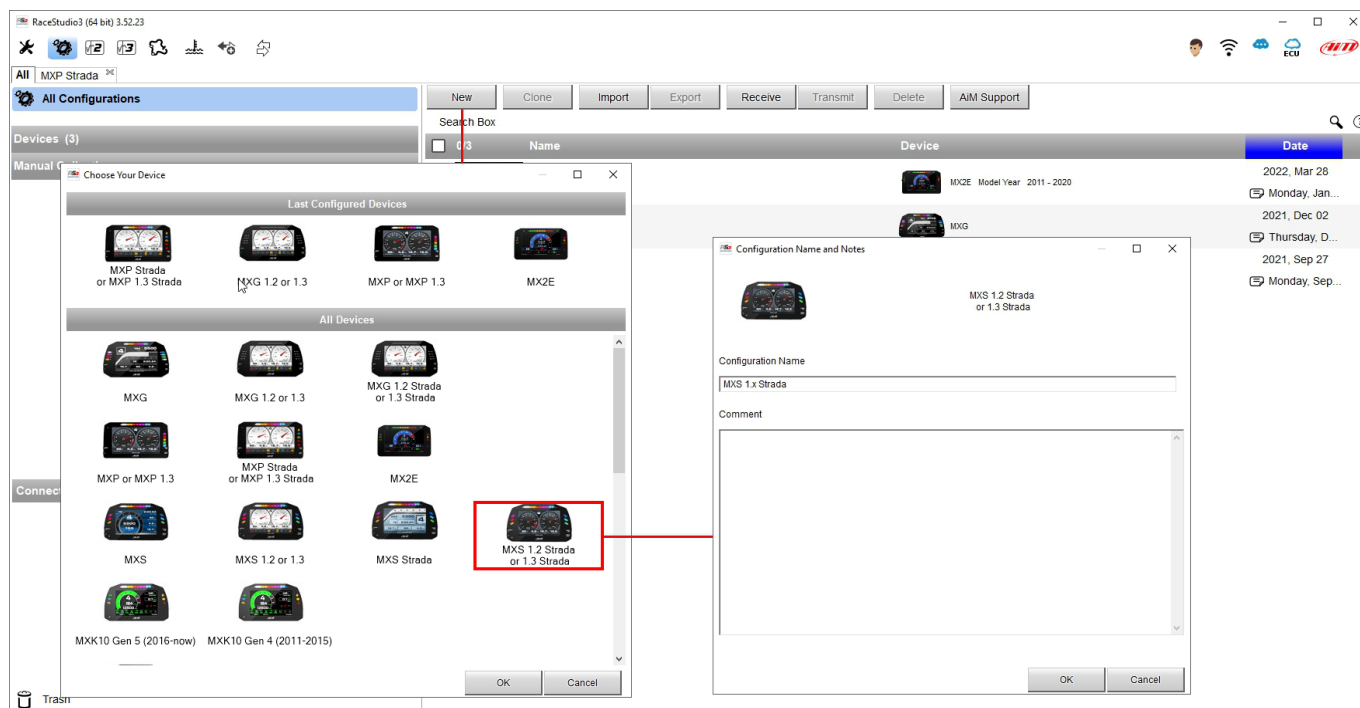 RaceStudio3 (64 bit) 3.52.23
ECU
All
MXP Strada
All Configurations
Devices (3)
New
Clone
Import
Export
Receive
Transmit
Delete
AiM Support
Search Box
Name
Device
Date
MX2E Model Year 2011 - 2020
2022, Mar 28
Monday, Jan...
MXG
2021, Dec 02
Thursday, D...
2021, Sep 27
Monday, Sep...
Manual
Connec
Trash
Choose Your Device
Last Configured Devices
MXP Strada
or MXP 1.3 Strada
MXG 1.2 or 1.3
MXP or MXP 1.3
MX2E
All Devices
MXG
MXG 1.2 or 1.3
MXG 1.2 Strada
or 1.3 Strada
MXP or MXP 1.3
MXP Strada
or MXP 1.3 Strada
MX2E
MXS
MXS 1.2 or 1.3
MXS Strada
MXS 1.2 Strada
or 1.3 Strada
MXK10 Gen 5 (2016-now)
MXK10 Gen 4 (2011-2015)
OK
Cancel
Configuration Name and Notes
MXS 1.2 Strada
or 1.3 Strada
Configuration Name
MXS 1.x Strada
Comment
OK
Cancel